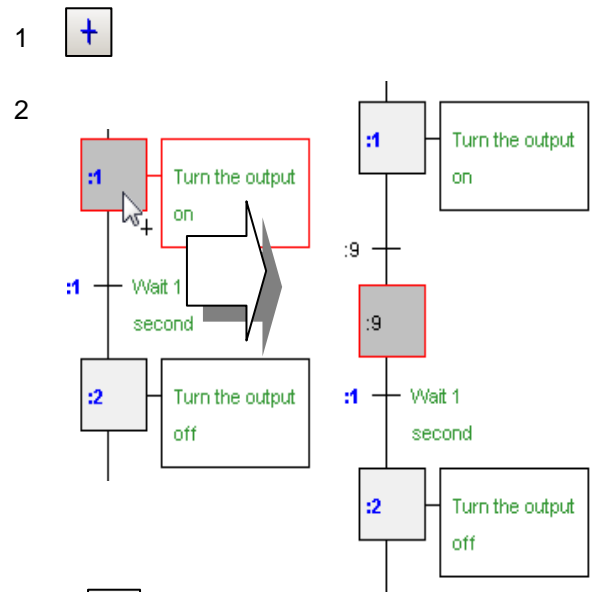 1
2
:1
Turn the output
on
:1
Wait 1
second
:2
Turn the output
off
:1
Turn the output
on
:9
:9
:1
Wait 1
second
:2
Turn the output
off